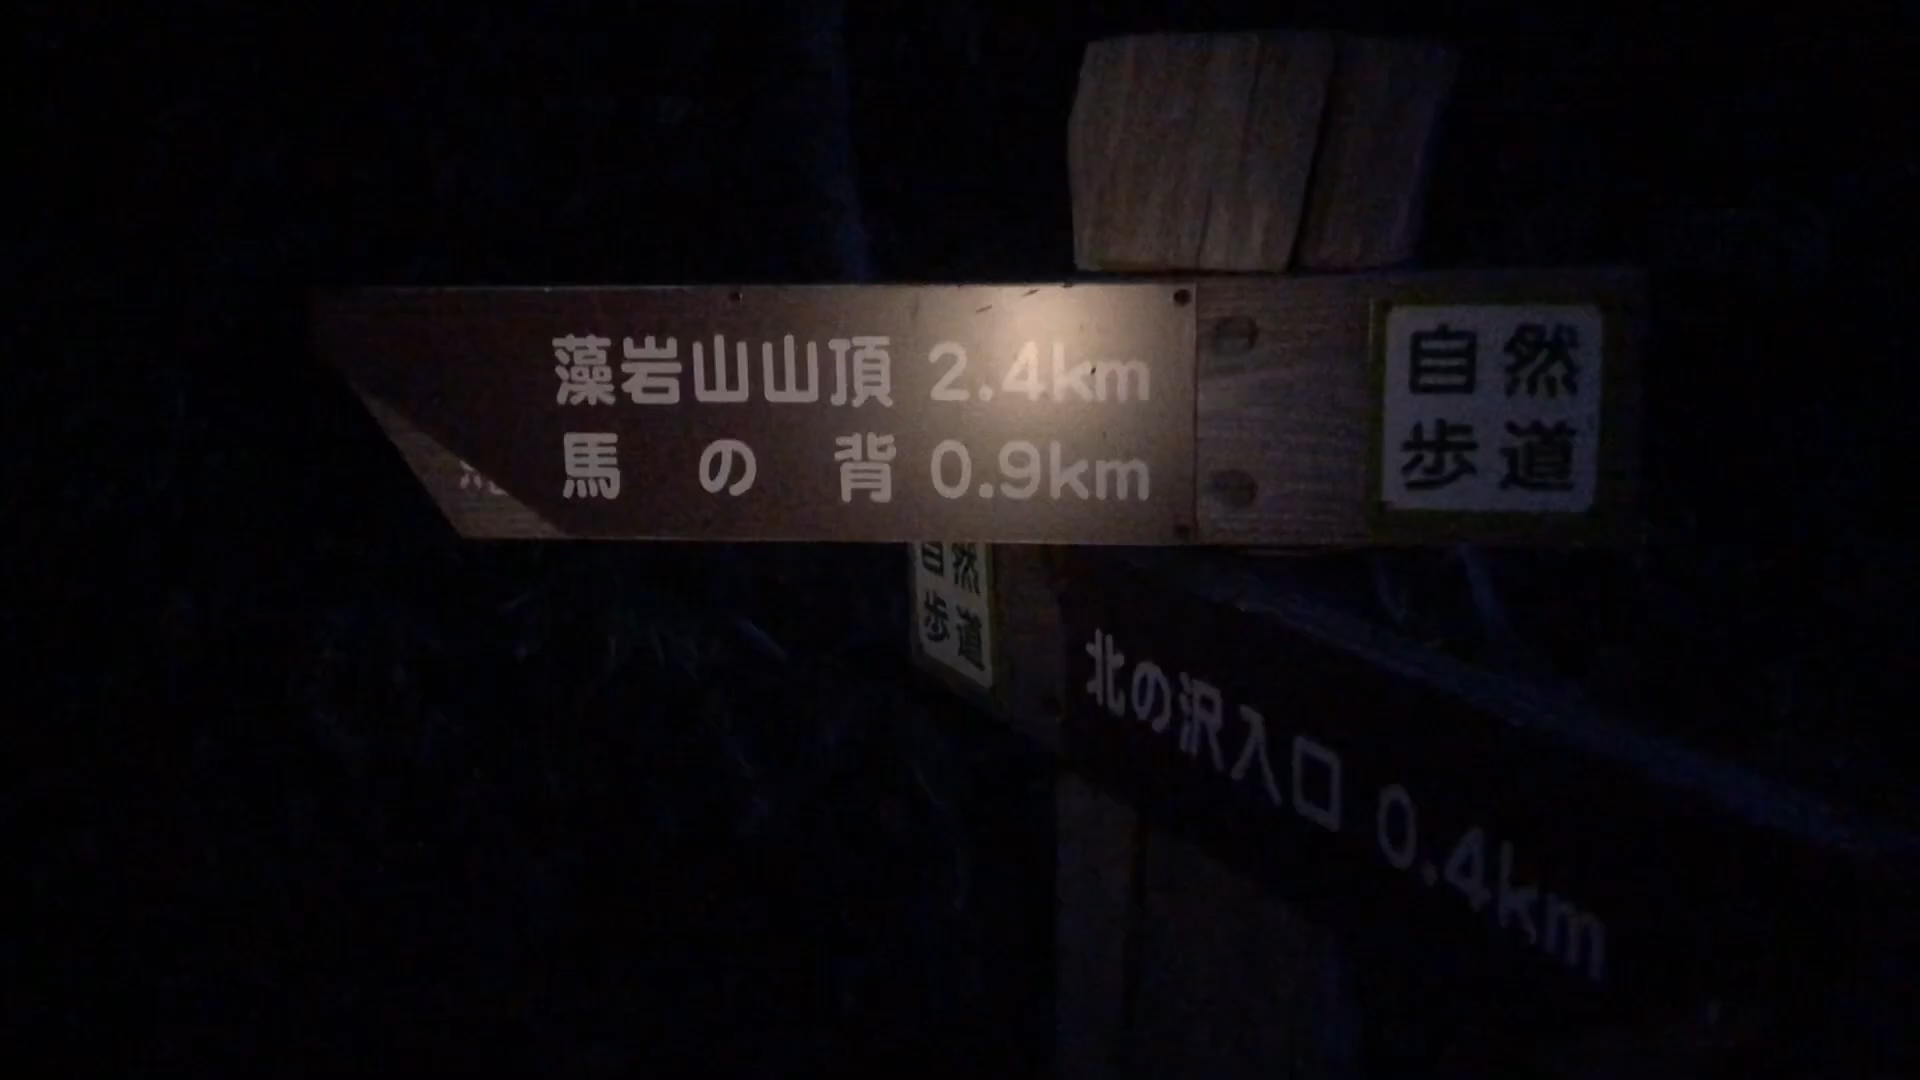 藻岩山山頂 2.4km
馬の背 0.9km
自然
歩道
自然
歩道
北の沢入口 0.4km